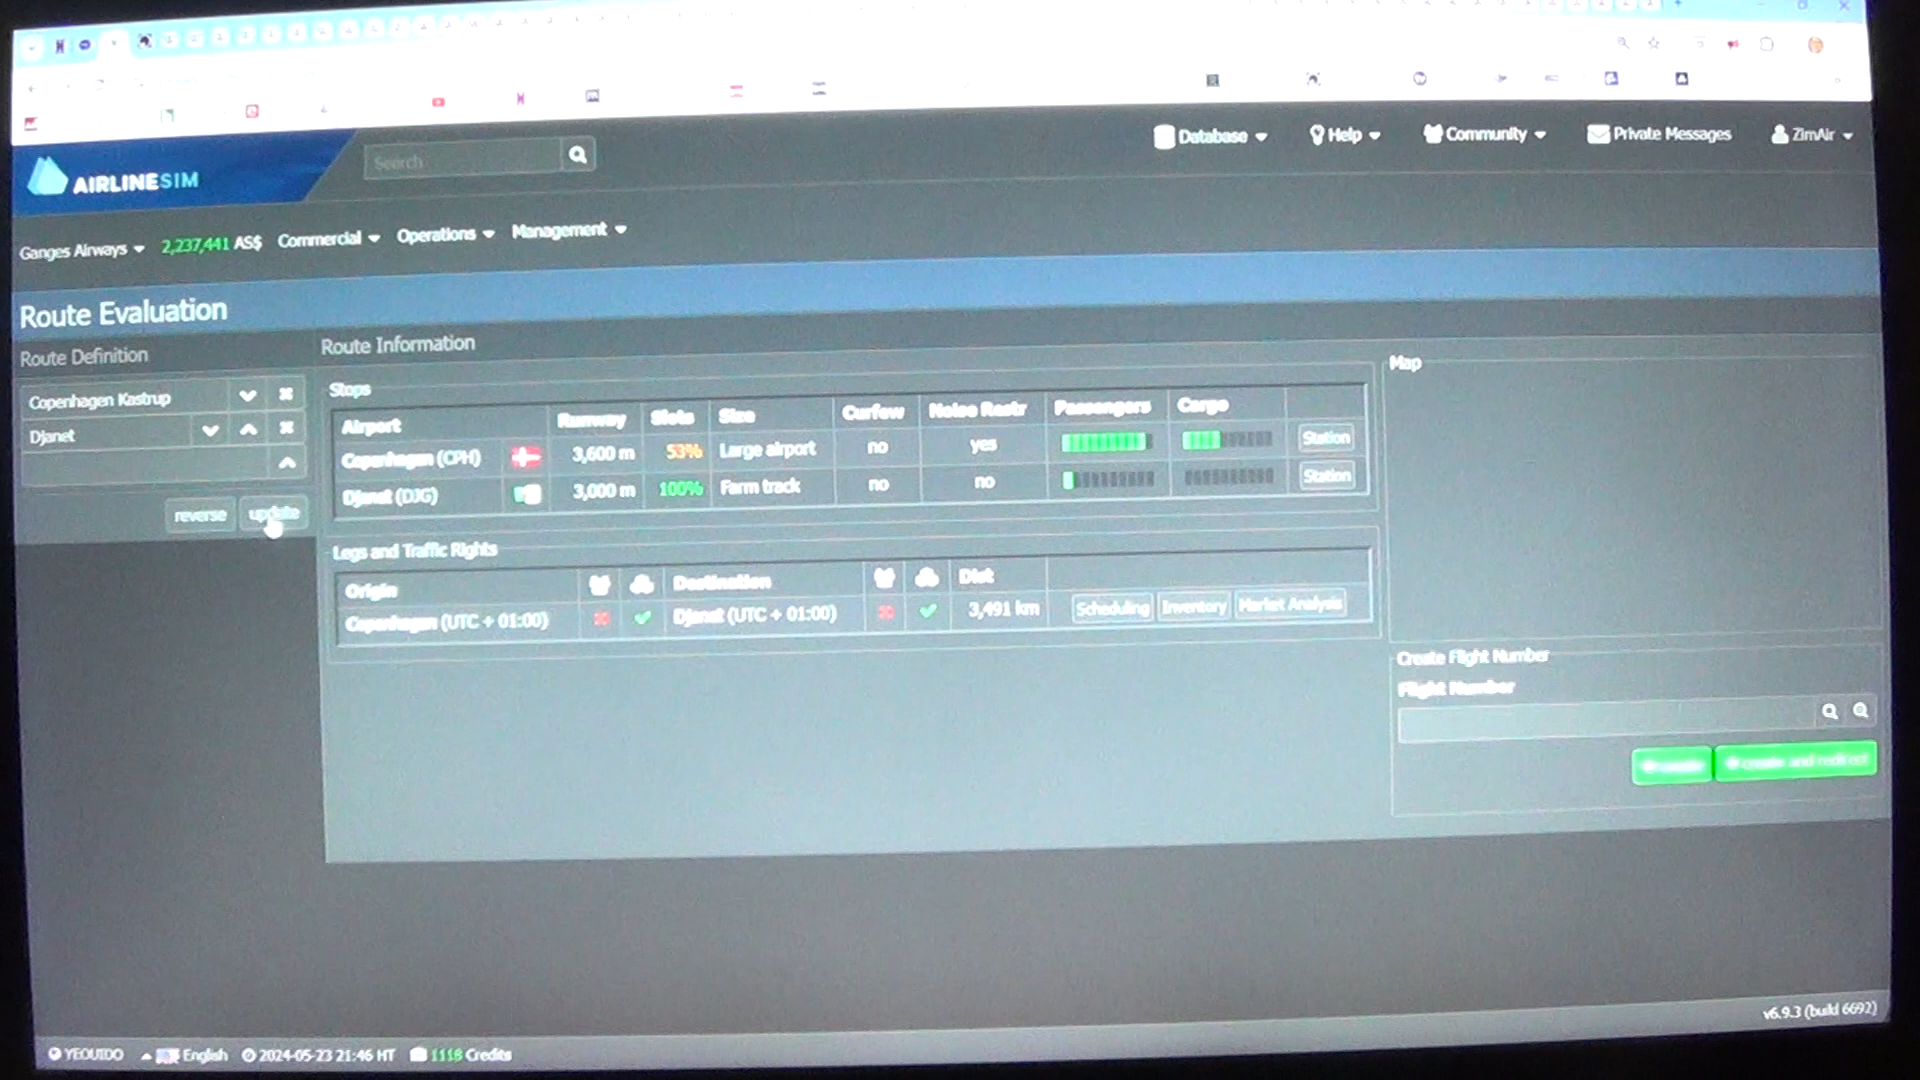 Search
Database
Help
Community
Private Messages
ZimAir
AIRLINESIM
Ganges Airways
2,237,441 AS$
Commercial
Operations
Management
Route Evaluation
Route Definition
Copenhagen Kastrup
Djanet
reverse
update
Route Information
Stops
Airport Runway Slots Size Curfew Noise Restr Passengers Cargo
Copenhagen (CPH) 3,600 m 53% Large airport no yes Station
Djanet (DJG) 3,000 m 100% Farm track no no Station
Legs and Traffic Rights
Origin Destination Dist
Copenhagen (UTC + 01:00) Djanet (UTC + 01:00) 3,491 km Scheduling Inventory Market Analysis
Map
Create Flight Number
Flight Number
create and redirect
v6.9.3 (build 6692)
YEOUIDO English 2024-05-23 21:46 HT 1118 Credits